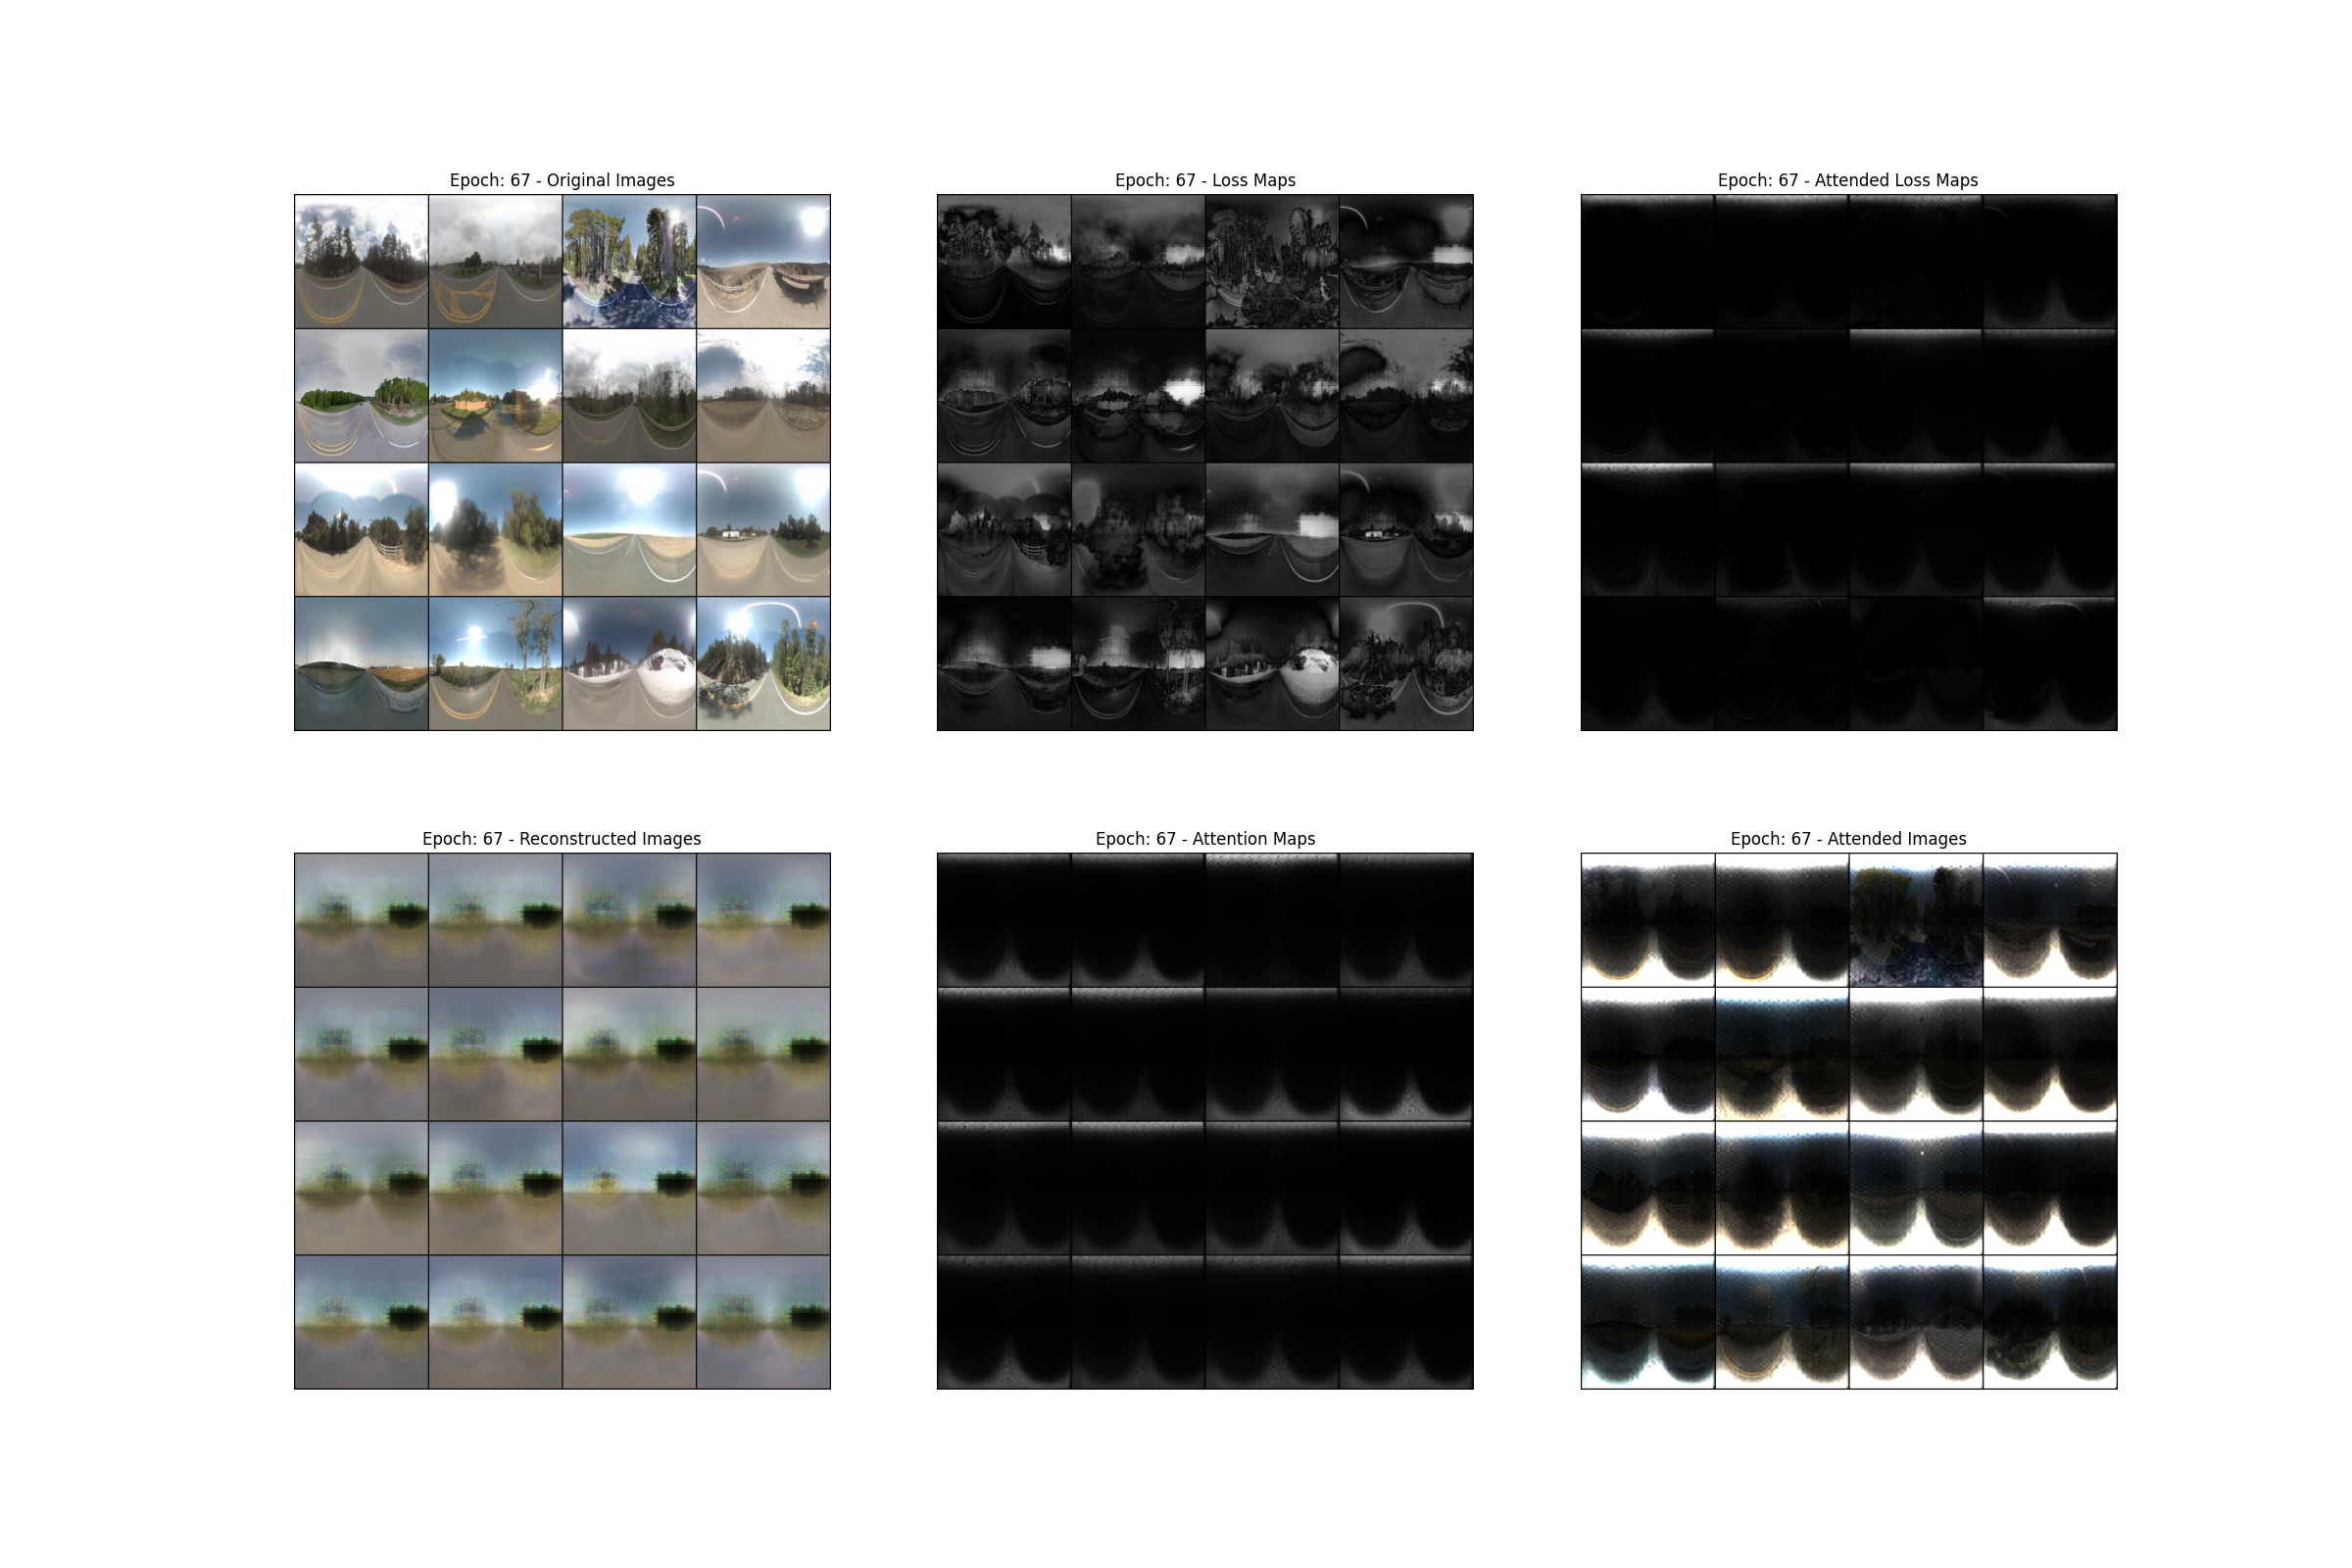 Epoch: 67 - Original Images
Epoch: 67 - Loss Maps
Epoch: 67 - Attended Loss Maps
Epoch: 67 - Reconstructed Images
Epoch: 67 - Attention Maps
Epoch: 67 - Attended Images